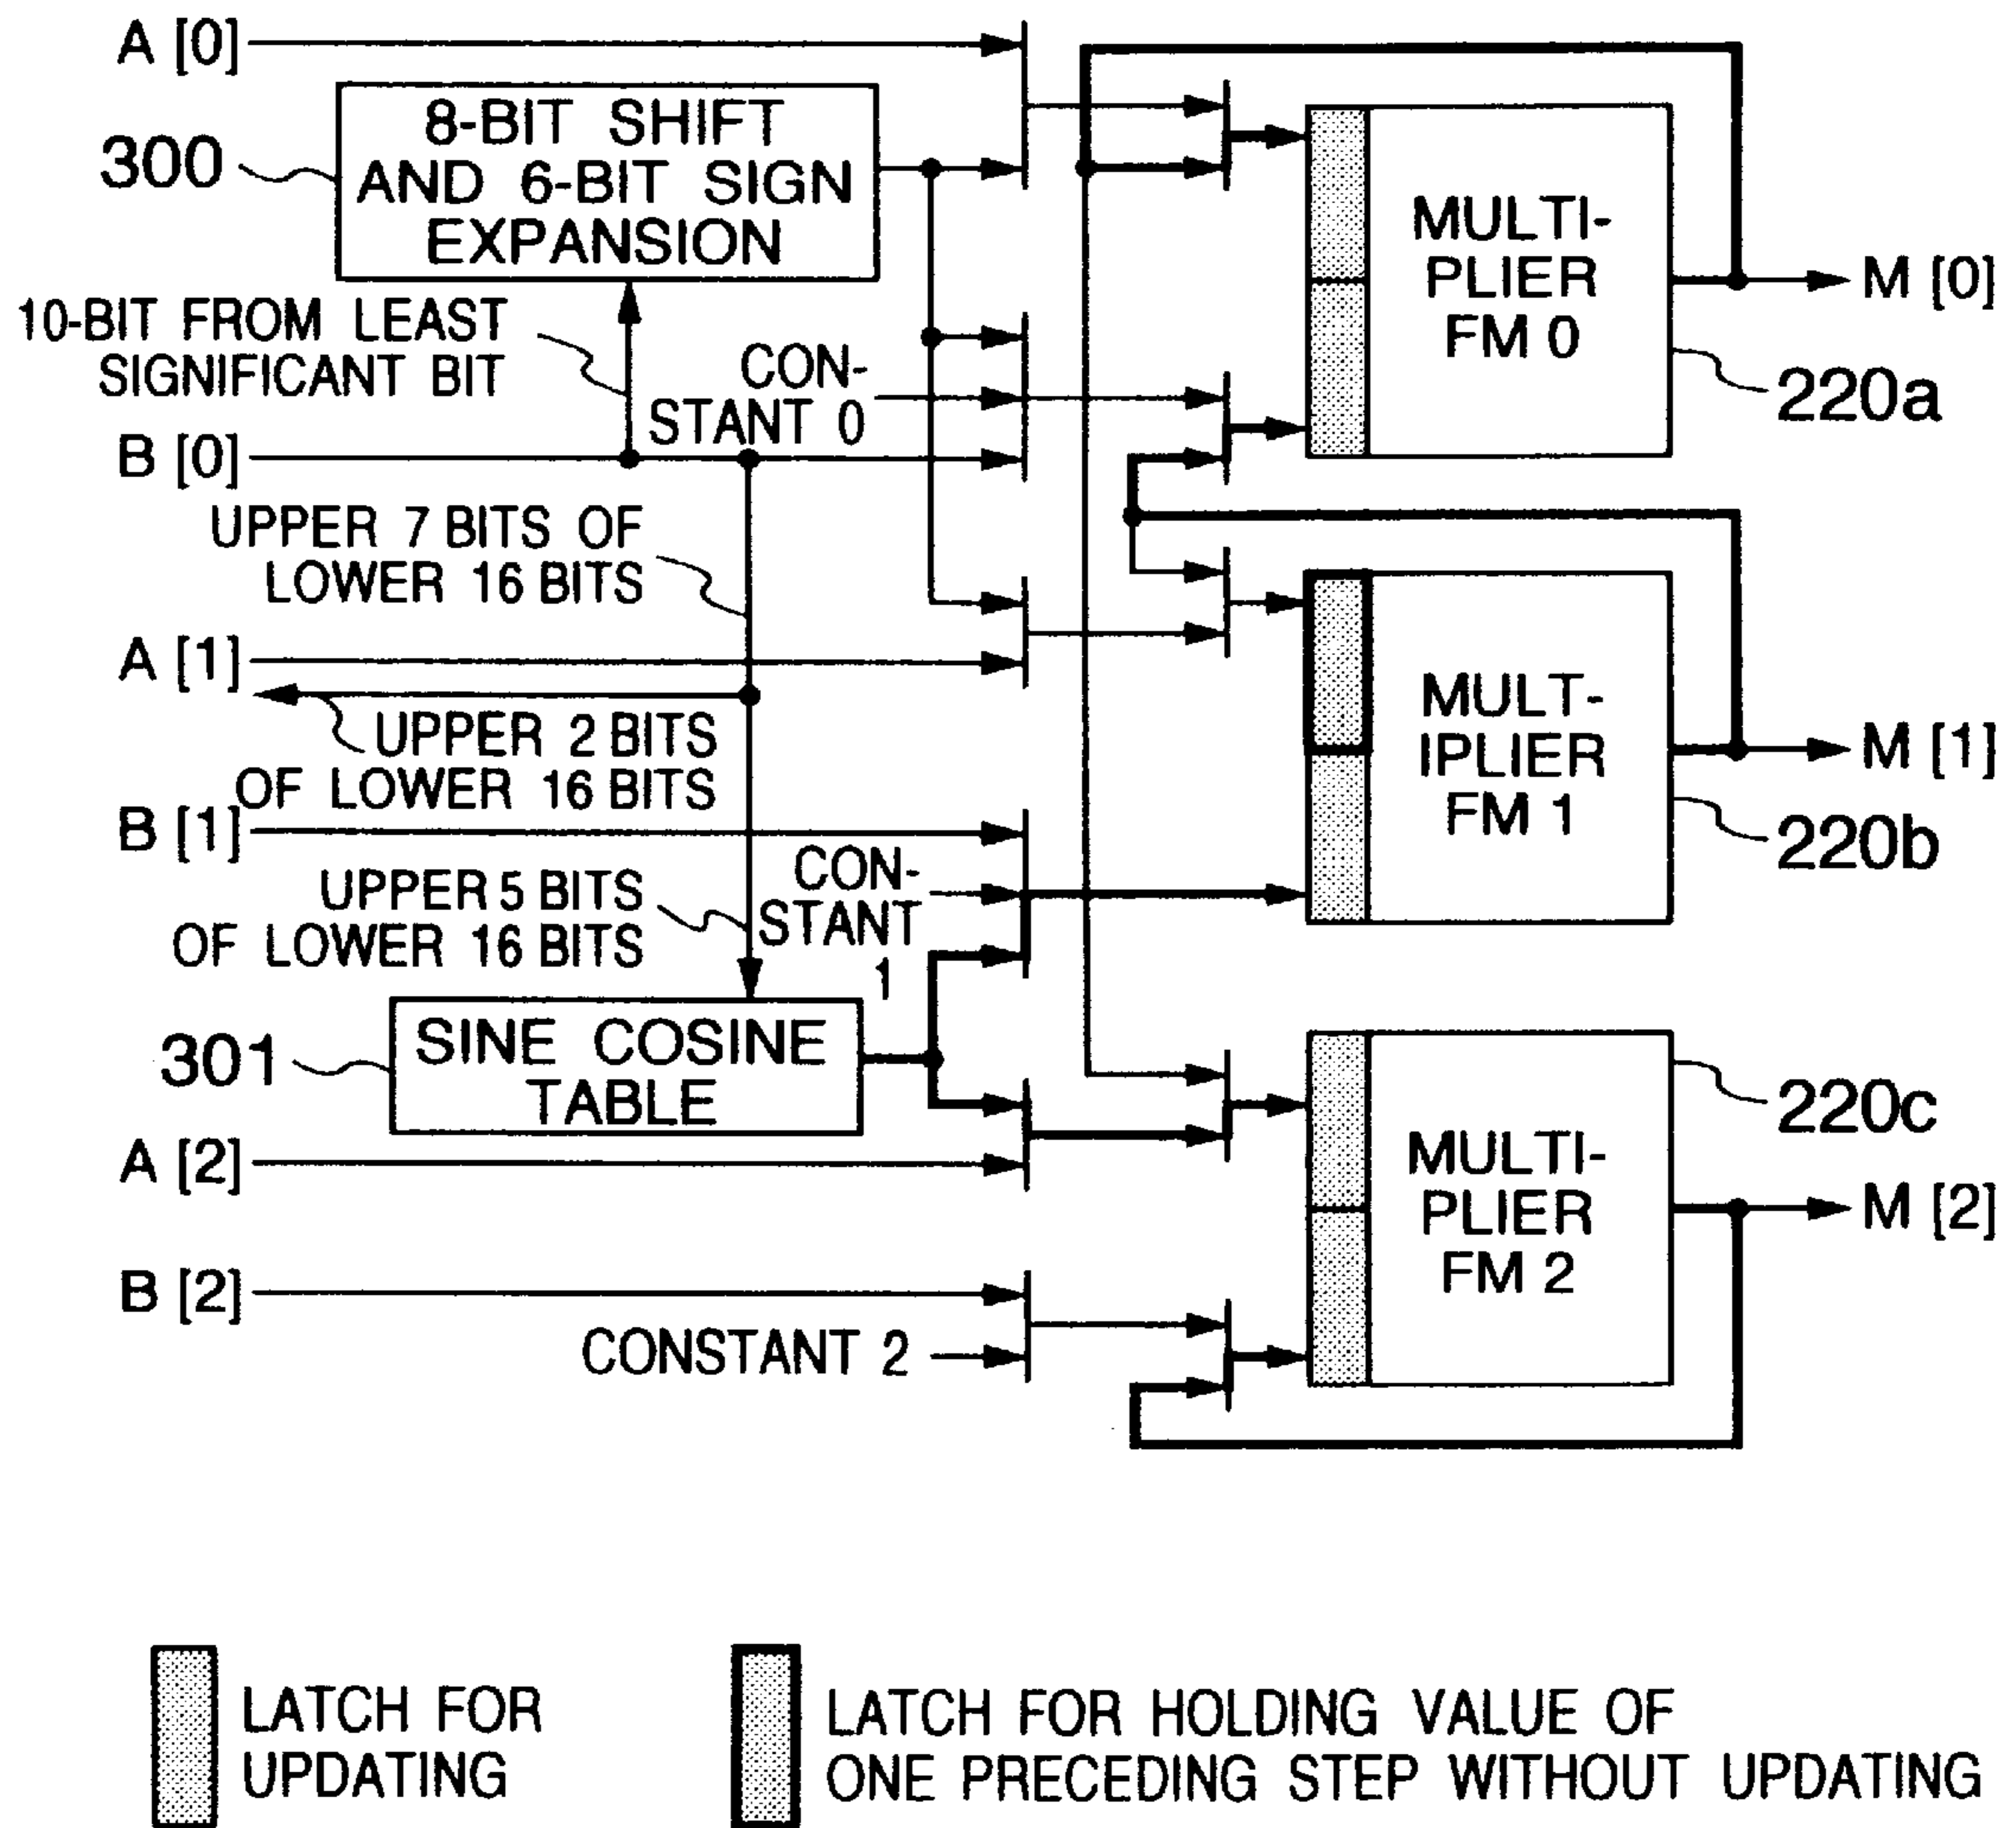 A [0]
8-BIT SHIFT
AND 6-BIT SIGN
EXPANSION
300
MULTI-
PLIER
FM 0
M [0]
10-BIT FROM LEAST
SIGNIFICANT BIT
CON-
STANT 0
220a
B [0]
UPPER 7 BITS OF
LOWER 16 BITS
A [1]
UPPER 2 BITS
OF LOWER 16 BITS
MULT-
IPLIER
FM 1
M [1]
B [1]
220b
UPPER 5 BITS
OF LOWER 16 BITS
CON-
STANT
1
301
SINE COSINE
TABLE
220c
A [2]
MULTI-
PLIER
FM 2
M [2]
B [2]
CONSTANT 2
LATCH FOR
UPDATING
LATCH FOR HOLDING VALUE OF
ONE PRECEDING STEP WITHOUT UPDATING